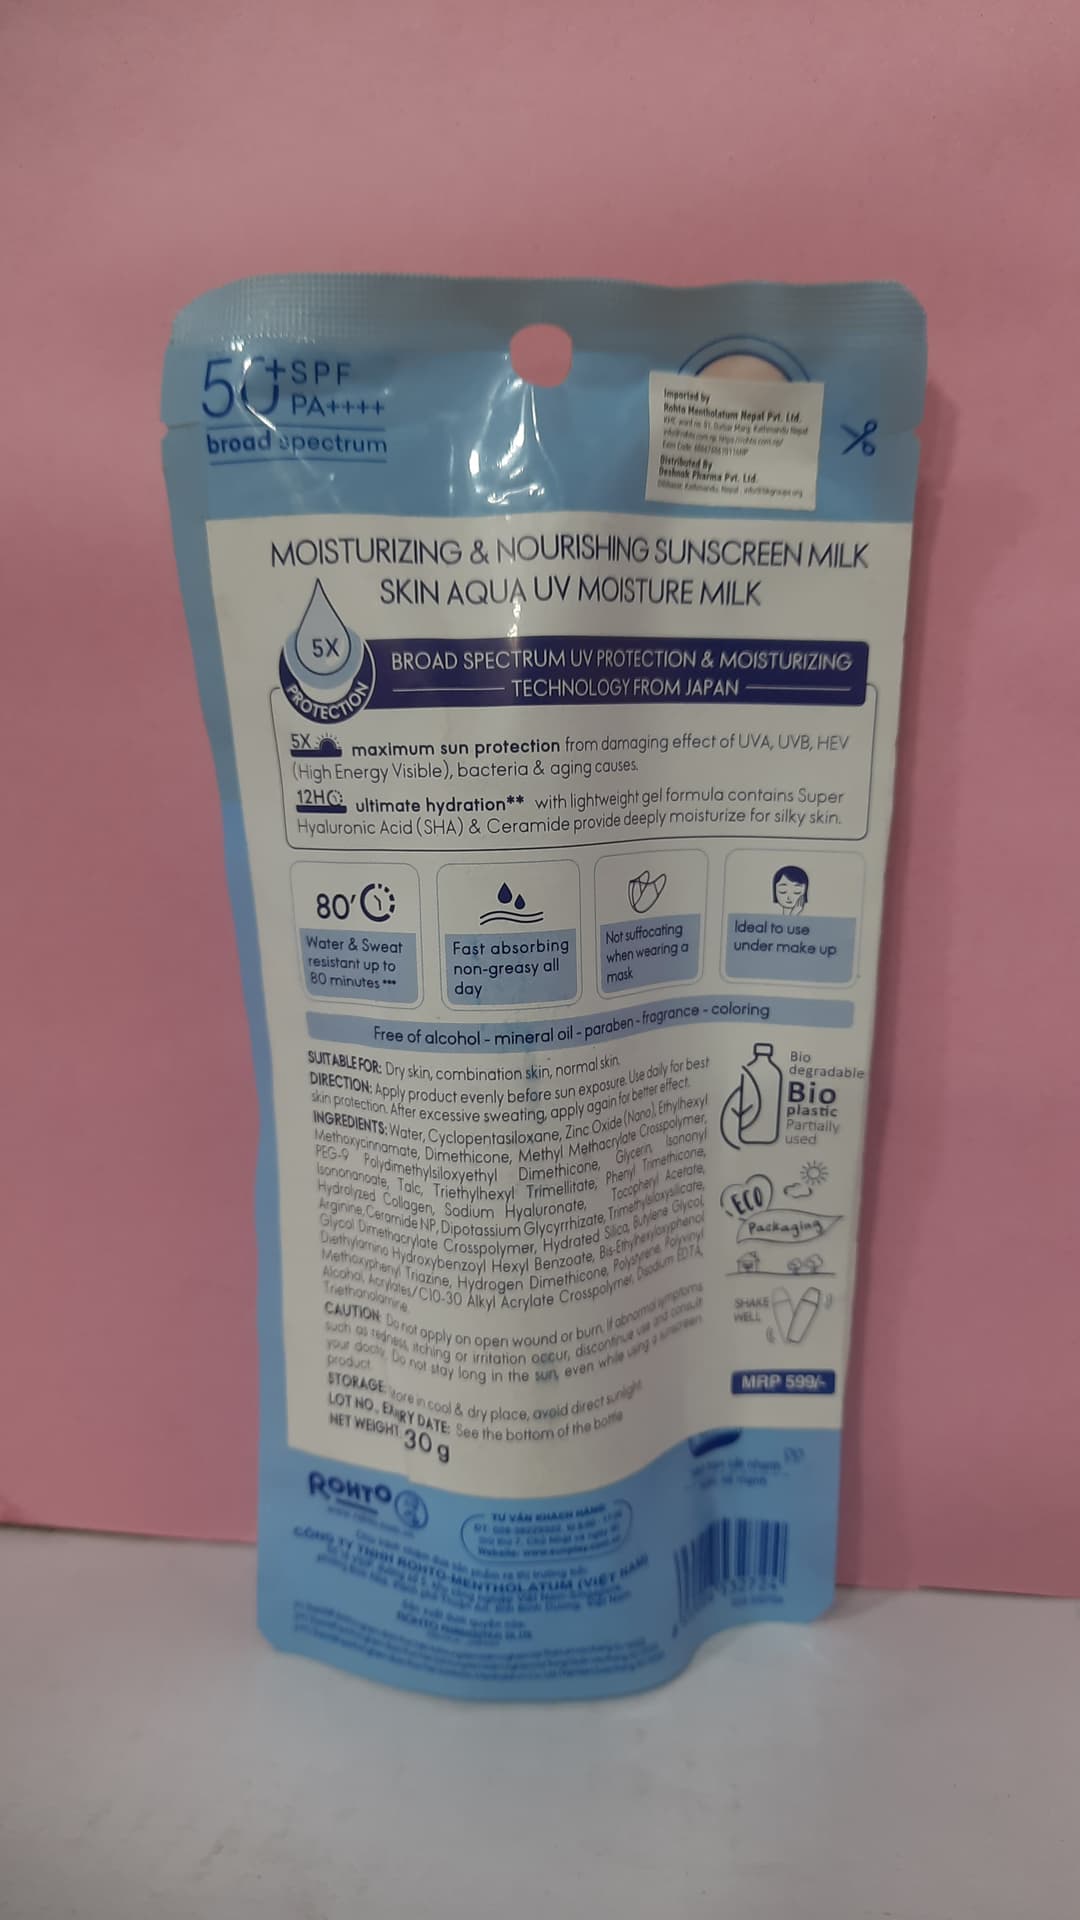 50+ SPF
PA++++
broad spectrum
Imported by
Rohto Mentholatum Nepal Pvt. Ltd.
Distributed By
Deshnok Pharma Pvt. Ltd.
MOISTURIZING & NOURISHING SUNSCREEN MILK
SKIN AQUA UV MOISTURE MILK
5X
PROTECTION
BROAD SPECTRUM UV PROTECTION & MOISTURIZING
TECHNOLOGY FROM JAPAN
5X maximum sun protection from damaging effect of UVA, UVB, HEV
(High Energy Visible), bacteria & aging causes.
12H ultimate hydration** with lightweight gel formula contains Super
Hyaluronic Acid (SHA) & Ceramide provide deeply moisturize for silky skin.
80'
Water & Sweat
resistant up to
80 minutes ***
Fast absorbing
non-greasy all
day
Not suffocating
when wearing a
mask
Ideal to use
under make up
Free of alcohol - mineral oil - paraben - fragrance - coloring
SUITABLE FOR: Dry skin, combination skin, normal skin.
DIRECTION: Apply product evenly before sun exposure. Use daily for best
skin protection. After excessive sweating, apply again for better effect.
INGREDIENTS: Water, Cyclopentasiloxane, Zinc Oxide (Nano), Ethylhexyl
Methoxycinnamate, Dimethicone, Methyl Methacrylate Crosspolymer,
PEG-9 Polydimethylsiloxyethyl Dimethicone, Glycerin, Isononyl
Isononanoate, Talc, Triethylhexyl Trimellitate, Phenyl Trimethicone,
Hydrolyzed Collagen, Sodium Hyaluronate, Tocopheryl Acetate,
Arginine, Ceramide NP, Dipotassium Glycyrrhizate, Trimethylsiloxysilicate,
Glycol Dimethacrylate Crosspolymer, Hydrated Silica, Butylene Glycol,
Diethylamino Hydroxybenzoyl Hexyl Benzoate, Bis-Ethylhexyloxyphenol
Methoxyphenyl Triazine, Hydrogen Dimethicone, Polystyrene, Polyvinyl
Alcohol, Acrylates/C10-30 Alkyl Acrylate Crosspolymer, Disodium EDTA,
Triethanolamine.
CAUTION: Do not apply on open wound or burn. If abnormal symptoms
such as redness, itching or irritation occur, discontinue use and consult
your doctor. Do not stay long in the sun, even while using a sunscreen
product.
STORAGE: Store in cool & dry place, avoid direct sunlight
LOT NO., EXPIRY DATE: See the bottom of the bottle
NET WEIGHT: 30 g
Bio
degradable
Bio
plastic
Partially
used
ECO
Packaging
SHAKE
WELL
MRP 599/-
ROHTO
TƯ VẤN KHÁCH HÀNG
CÔNG TY TNHH ROHTO-MENTHOLATUM (VIỆT NAM)